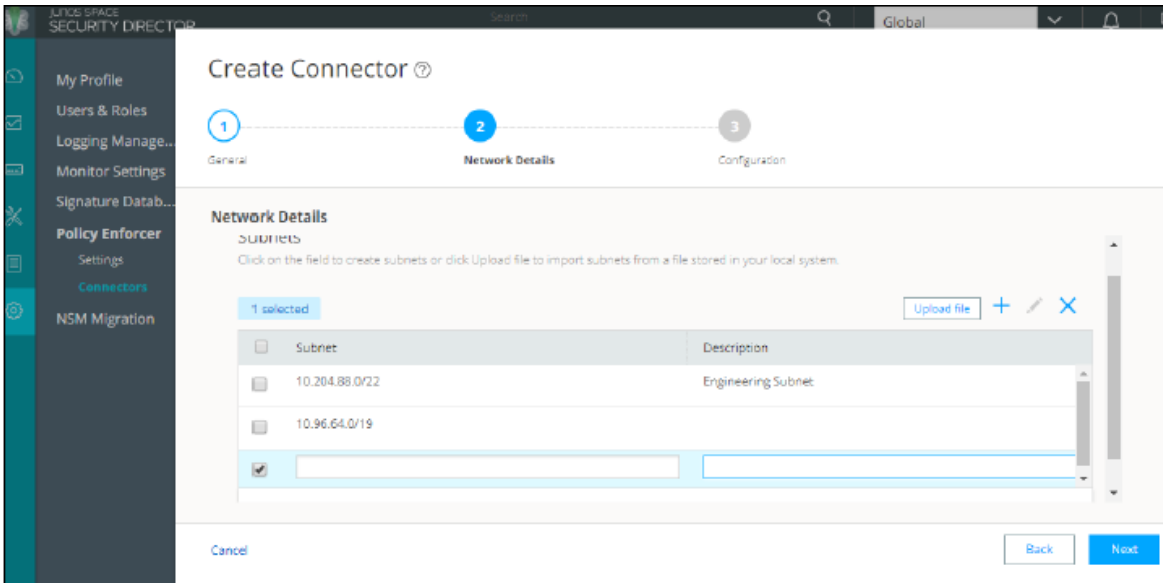 JUNOS SPACE
SECURITY DIRECTOR
Search
Global
My Profile
Users & Roles
Logging Manage...
Monitor Settings
Signature Datab...
Policy Enforcer
Settings
Connectors
NSM Migration
Create Connector ?
1
2
3
General
Network Details
Configuration
Network Details
Subnets
Click on the field to create subnets or click Upload file to import subnets from a file stored in your local system.
1 selected
Upload file
Subnet Description
10.204.88.0/22 Engineering Subnet
10.96.64.0/19
Cancel
Back
Next